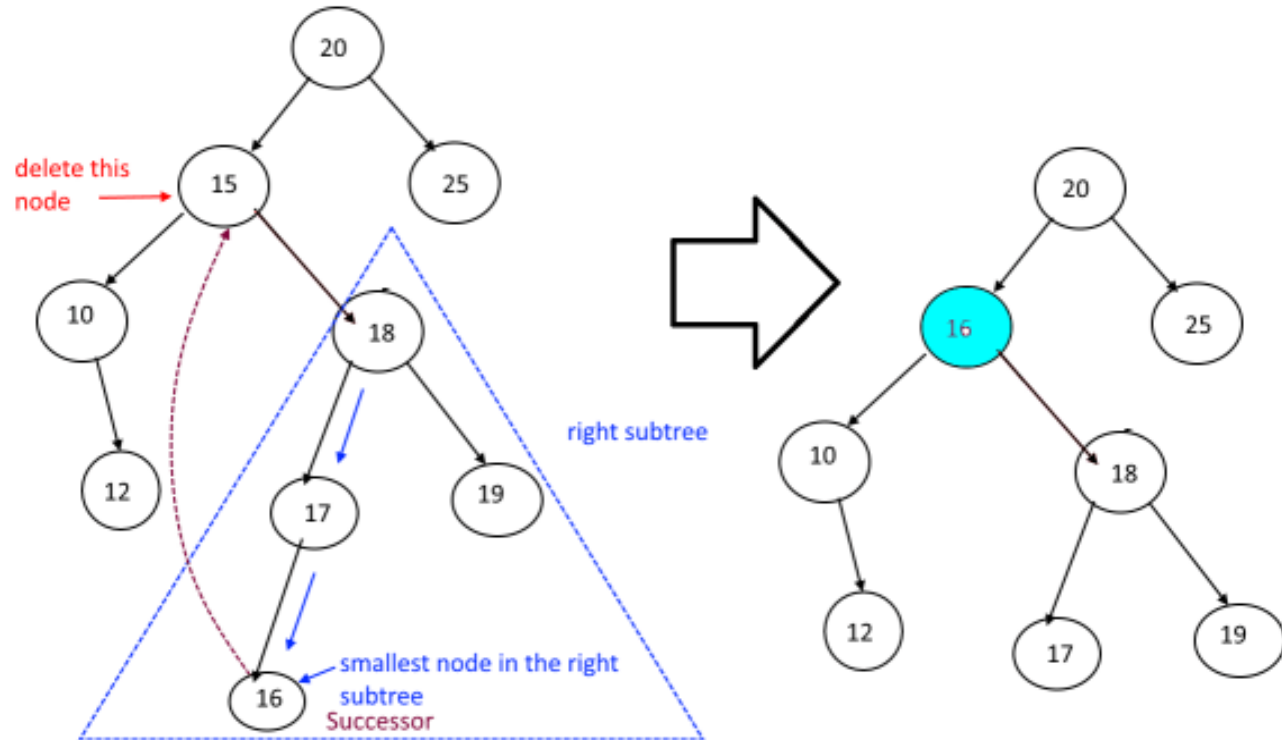 20
delete this
node
15
25
20
10
18
16
25
right subtree
12
17
19
10
18
12
17
19
16
smallest node in the right
subtree
Successor